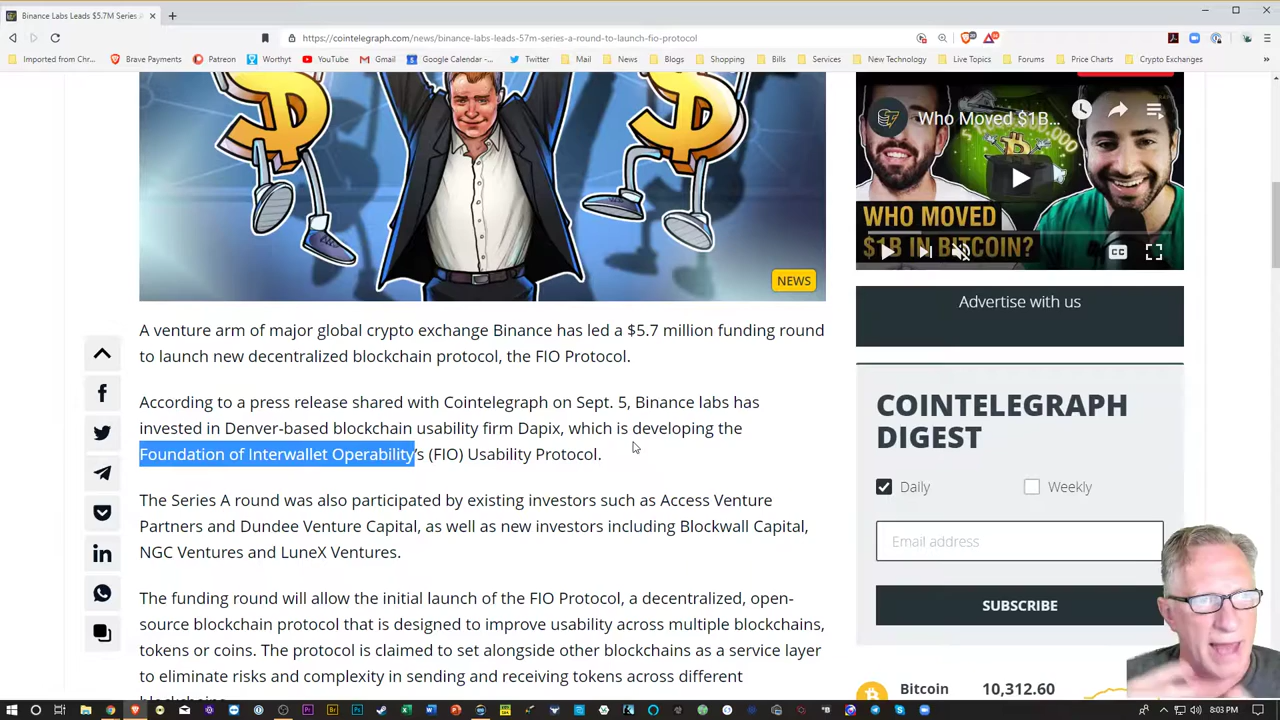 Binance Labs Leads $5.7M Series A
https://cointelegraph.com/news/binance-labs-leads-57m-series-a-round-to-launch-fio-protocol
Imported from Chr...
Brave Payments
Patreon
Worthyt
YouTube
Gmail
Google Calendar -...
Twitter
Mail
News
Blogs
Shopping
Bills
Services
New Technology
Live Topics
Forums
Price Charts
Crypto Exchanges
NEWS
Who Moved $1B...
WHO MOVED
$1B IN BITCOIN?
CC
Advertise with us
A venture arm of major global crypto exchange Binance has led a $5.7 million funding round
to launch new decentralized blockchain protocol, the FIO Protocol.
According to a press release shared with Cointelegraph on Sept. 5, Binance labs has
invested in Denver-based blockchain usability firm Dapix, which is developing the
Foundation of Interwallet Operability's (FIO) Usability Protocol.
The Series A round was also participated by existing investors such as Access Venture
Partners and Dundee Venture Capital, as well as new investors including Blockwall Capital,
NGC Ventures and LuneX Ventures.
The funding round will allow the initial launch of the FIO Protocol, a decentralized, open-
source blockchain protocol that is designed to improve usability across multiple blockchains,
tokens or coins. The protocol is claimed to set alongside other blockchains as a service layer
to eliminate risks and complexity in sending and receiving tokens across different
blockchains.
COINTELEGRAPH
DIGEST
Daily
Weekly
Email address
SUBSCRIBE
Bitcoin
10,312.60
8:03 PM